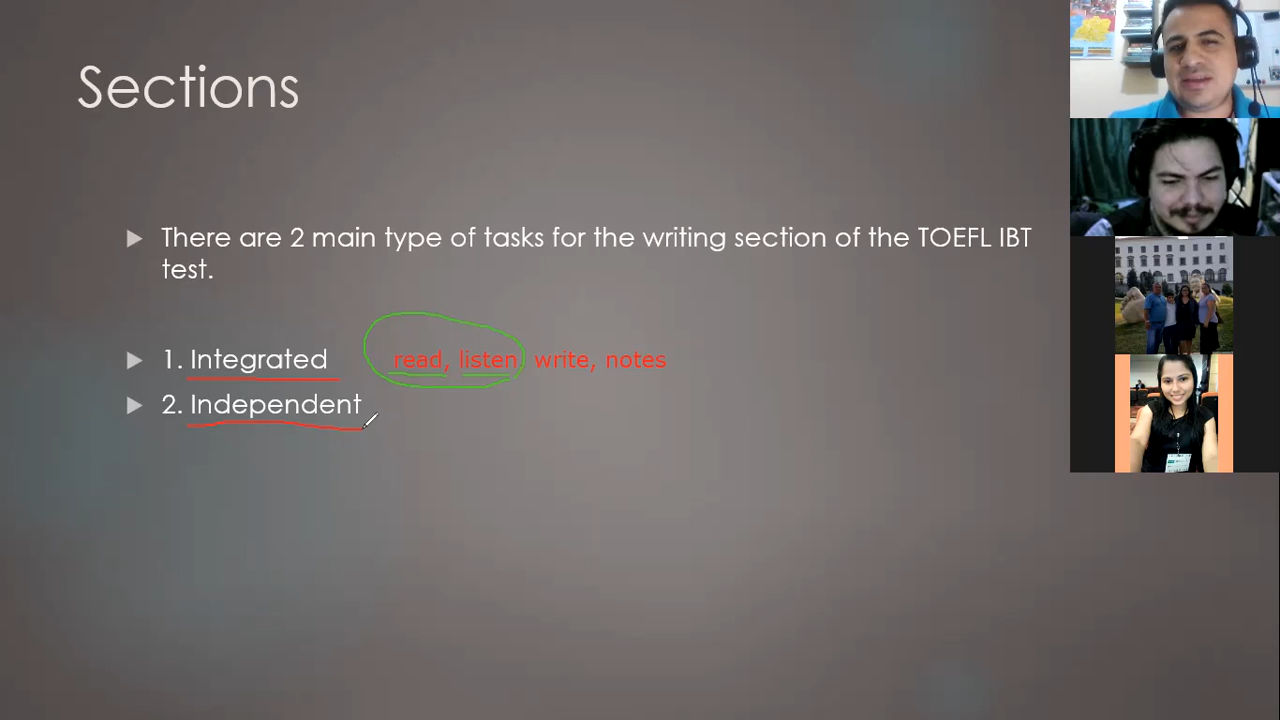 Sections
There are 2 main type of tasks for the writing section of the TOEFL IBT
test.
1. Integrated read, listen write, notes
2. Independent